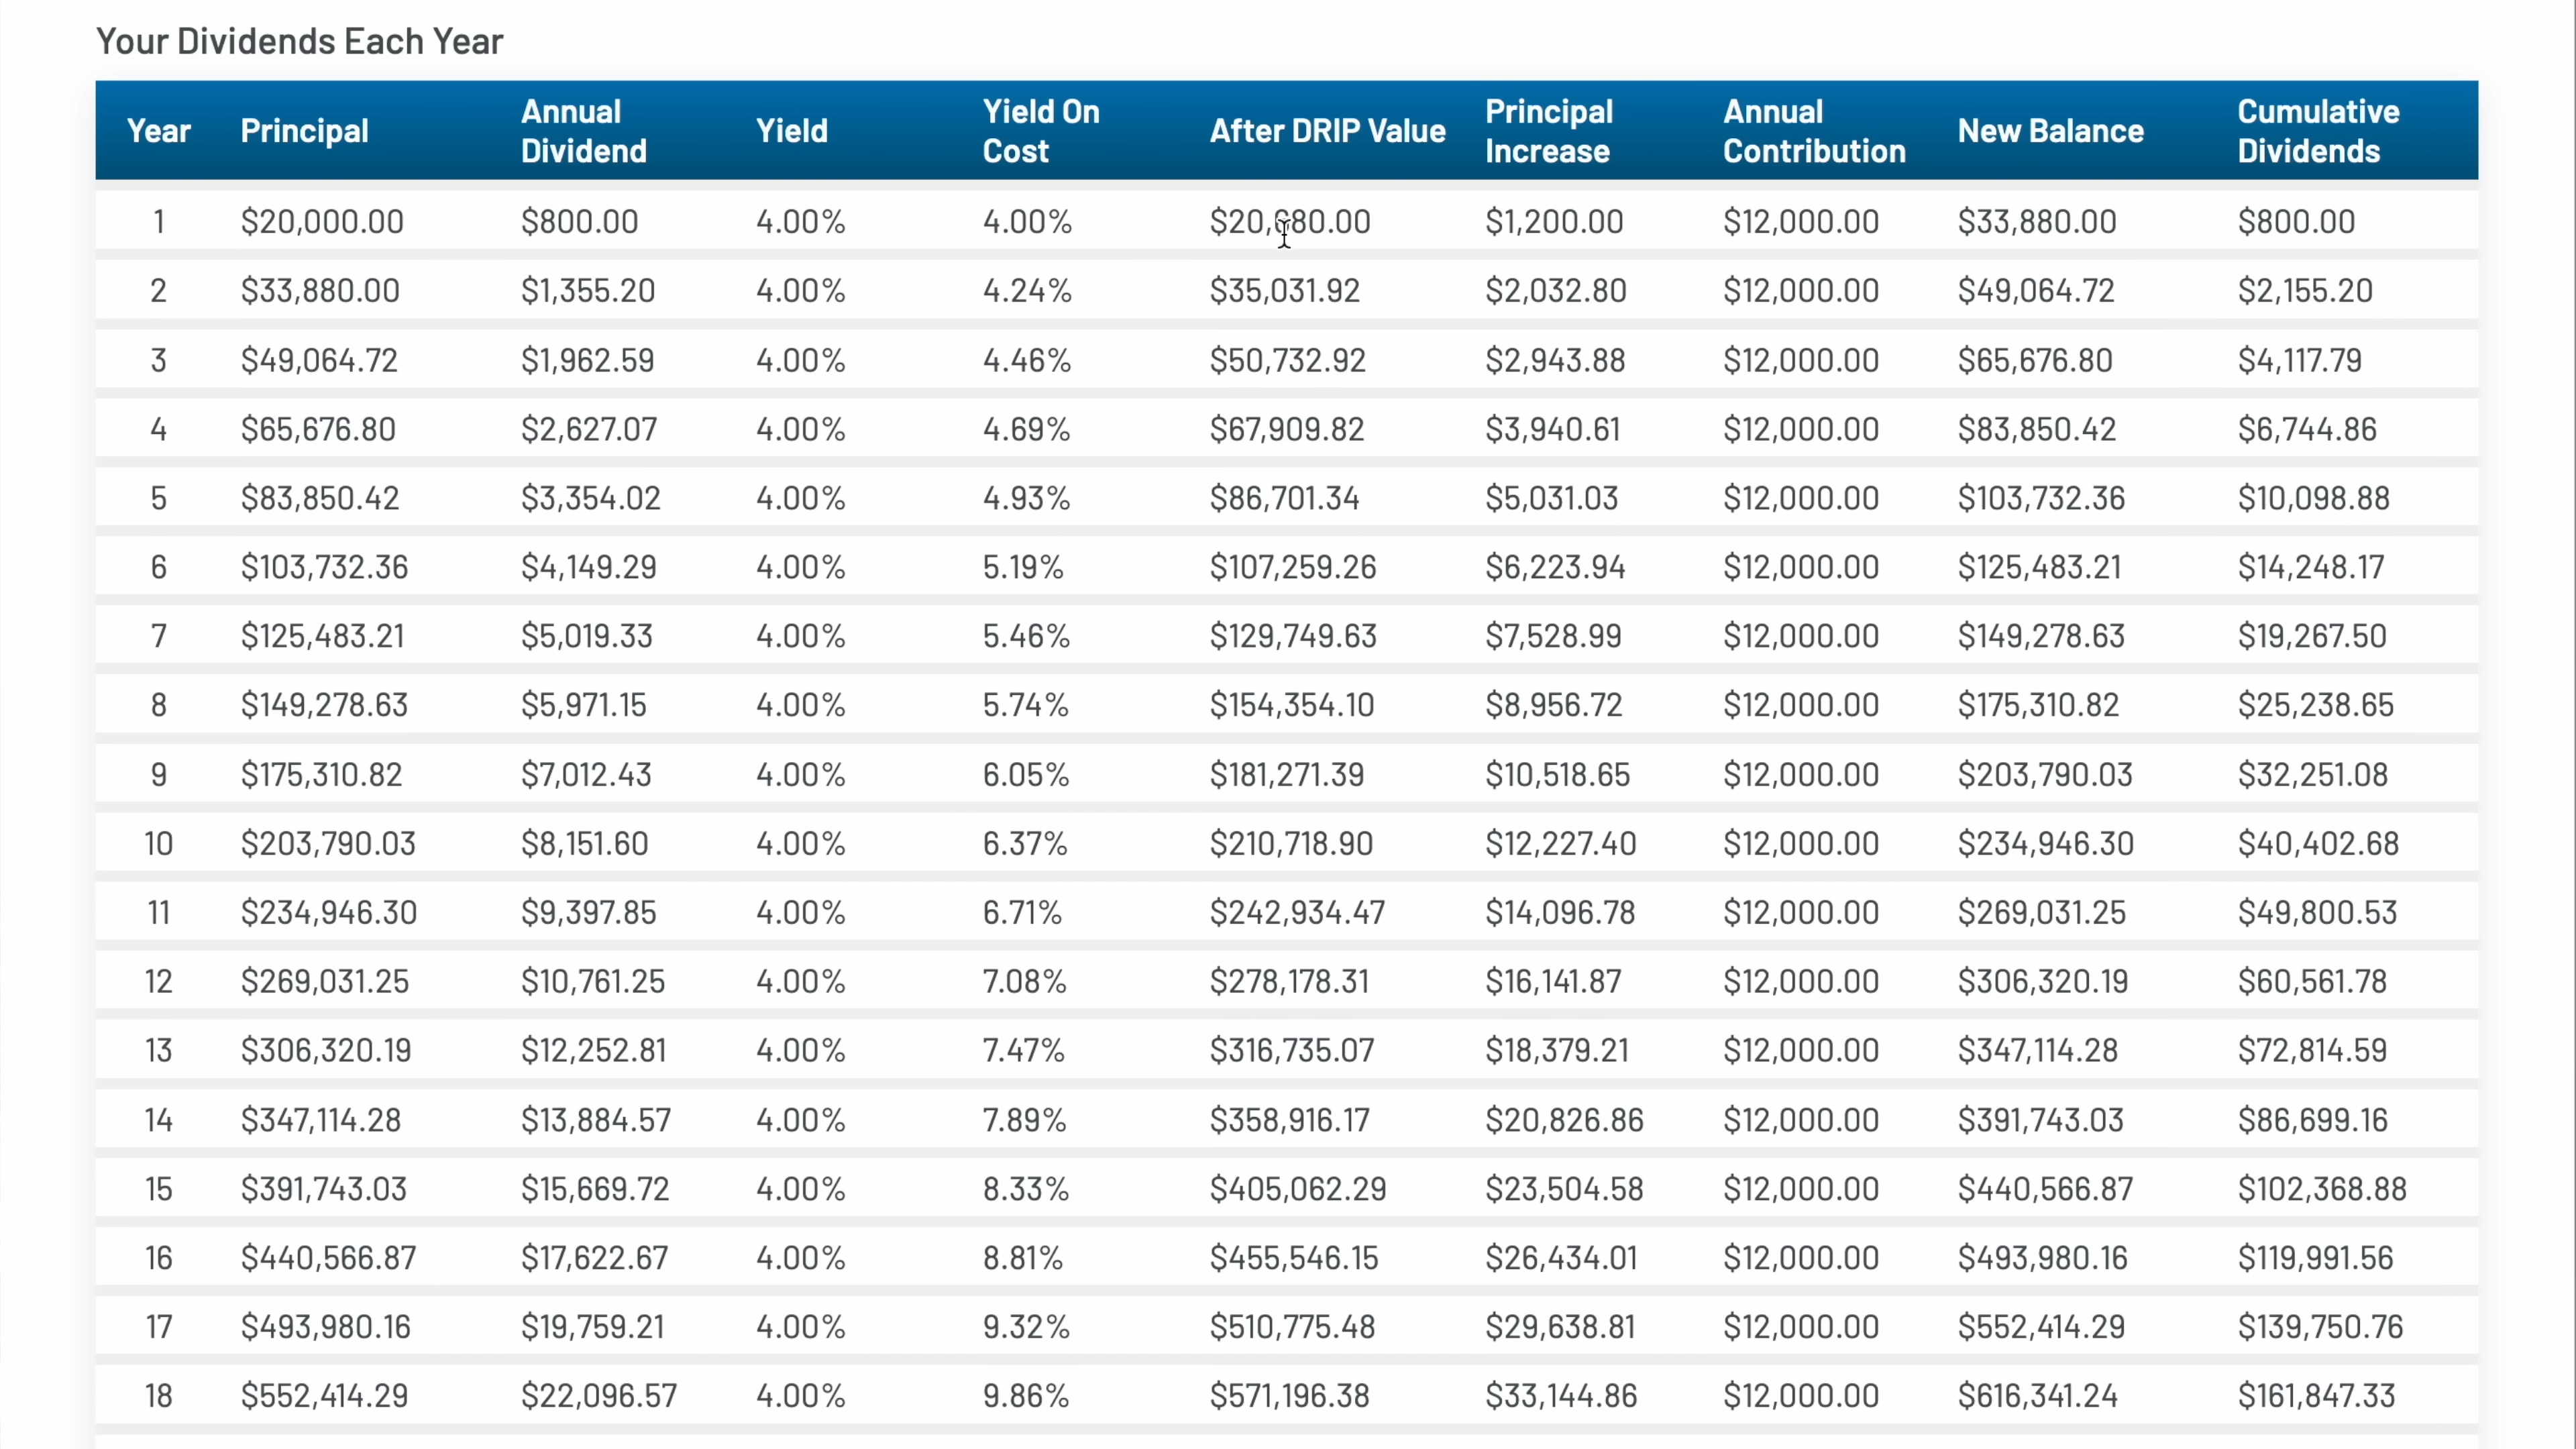 Your Dividends Each Year
Year Principal Annual Dividend Yield Yield On Cost After DRIP Value Principal Increase Annual Contribution New Balance Cumulative Dividends
1 $20,000.00 $800.00 4.00% 4.00% $20,680.00 $1,200.00 $12,000.00 $33,880.00 $800.00
2 $33,880.00 $1,355.20 4.00% 4.24% $35,031.92 $2,032.80 $12,000.00 $49,064.72 $2,155.20
3 $49,064.72 $1,962.59 4.00% 4.46% $50,732.92 $2,943.88 $12,000.00 $65,676.80 $4,117.79
4 $65,676.80 $2,627.07 4.00% 4.69% $67,909.82 $3,940.61 $12,000.00 $83,850.42 $6,744.86
5 $83,850.42 $3,354.02 4.00% 4.93% $86,701.34 $5,031.03 $12,000.00 $103,732.36 $10,098.88
6 $103,732.36 $4,149.29 4.00% 5.19% $107,259.26 $6,223.94 $12,000.00 $125,483.21 $14,248.17
7 $125,483.21 $5,019.33 4.00% 5.46% $129,749.63 $7,528.99 $12,000.00 $149,278.63 $19,267.50
8 $149,278.63 $5,971.15 4.00% 5.74% $154,354.10 $8,956.72 $12,000.00 $175,310.82 $25,238.65
9 $175,310.82 $7,012.43 4.00% 6.05% $181,271.39 $10,518.65 $12,000.00 $203,790.03 $32,251.08
10 $203,790.03 $8,151.60 4.00% 6.37% $210,718.90 $12,227.40 $12,000.00 $234,946.30 $40,402.68
11 $234,946.30 $9,397.85 4.00% 6.71% $242,934.47 $14,096.78 $12,000.00 $269,031.25 $49,800.53
12 $269,031.25 $10,761.25 4.00% 7.08% $278,178.31 $16,141.87 $12,000.00 $306,320.19 $60,561.78
13 $306,320.19 $12,252.81 4.00% 7.47% $316,735.07 $18,379.21 $12,000.00 $347,114.28 $72,814.59
14 $347,114.28 $13,884.57 4.00% 7.89% $358,916.17 $20,826.86 $12,000.00 $391,743.03 $86,699.16
15 $391,743.03 $15,669.72 4.00% 8.33% $405,062.29 $23,504.58 $12,000.00 $440,566.87 $102,368.88
16 $440,566.87 $17,622.67 4.00% 8.81% $455,546.15 $26,434.01 $12,000.00 $493,980.16 $119,991.56
17 $493,980.16 $19,759.21 4.00% 9.32% $510,775.48 $29,638.81 $12,000.00 $552,414.29 $139,750.76
18 $552,414.29 $22,096.57 4.00% 9.86% $571,196.38 $33,144.86 $12,000.00 $616,341.24 $161,847.33